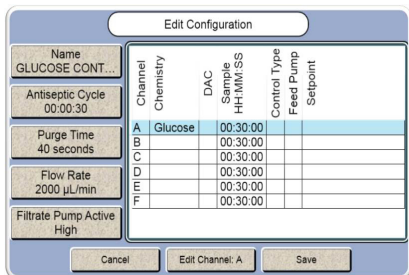 Edit Configuration
Name
GLUCOSE CONT...
Antiseptic Cycle
00:00:30
Purge Time
40 seconds
Flow Rate
2000 µL/min
Filtrate Pump Active
High
Channel Chemistry DAC Sample HH:MM:SS Control Type Feed Pump Setpoint
A Glucose 00:30:00
B 00:30:00
C 00:30:00
D 00:30:00
E 00:30:00
F 00:30:00
Cancel Edit Channel: A Save